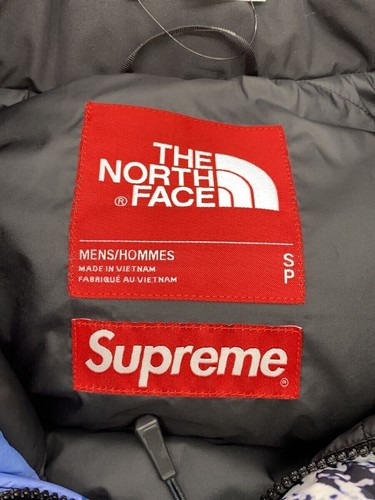 THE
NORTH
FACE
®
MENS/HOMMES
S
MADE IN VIETNAM
P
FABRIQUÉ AU VIETNAM
Supreme
®